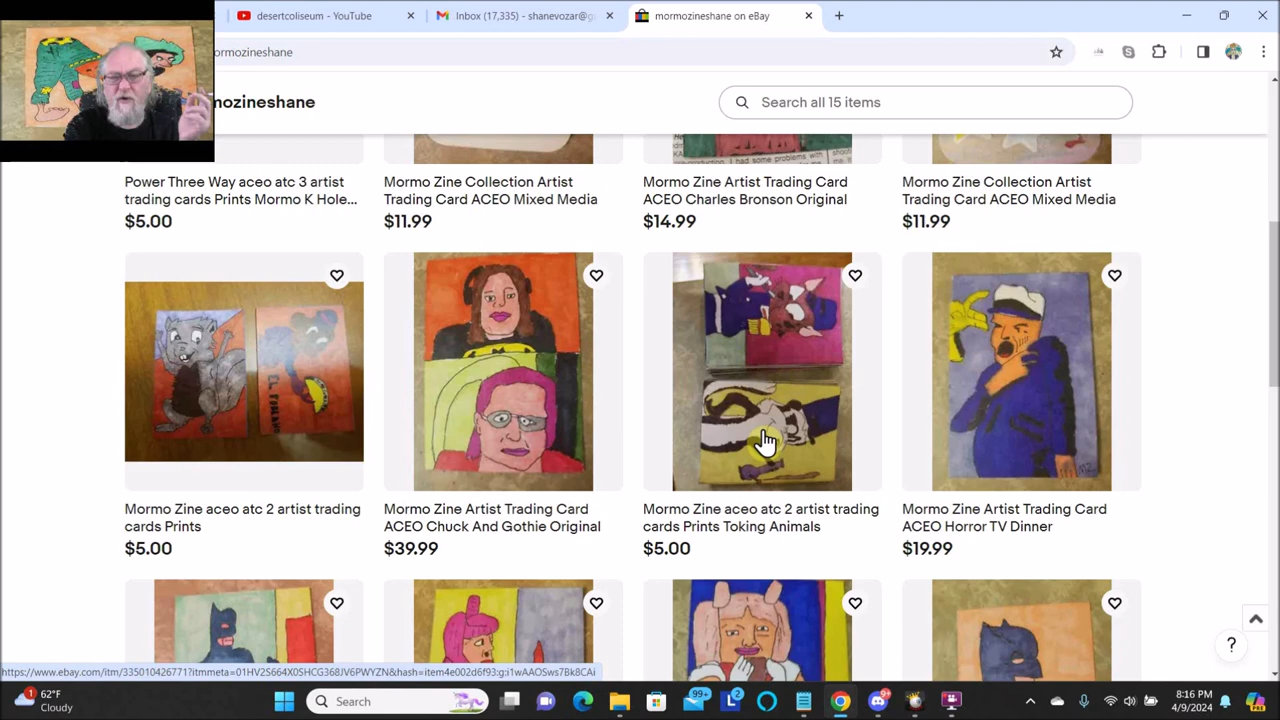 desertcoliseum - YouTube
Inbox (17,335) - shanevozar@g
mormozineshane on eBay
ormozineshane
mozineshane
Search all 15 items
Power Three Way aceo atc 3 artist
trading cards Prints Mormo K Hole...
$5.00
Mormo Zine Collection Artist
Trading Card ACEO Mixed Media
$11.99
Mormo Zine Artist Trading Card
ACEO Charles Bronson Original
$14.99
Mormo Zine Collection Artist
Trading Card ACEO Mixed Media
$11.99
Mormo Zine aceo atc 2 artist trading
cards Prints
$5.00
Mormo Zine Artist Trading Card
ACEO Chuck And Gothie Original
$39.99
Mormo Zine aceo atc 2 artist trading
cards Prints Toking Animals
$5.00
Mormo Zine Artist Trading Card
ACEO Horror TV Dinner
$19.99
?
62°F
Cloudy
Search
99+
2
9+
8:16 PM
4/9/2024